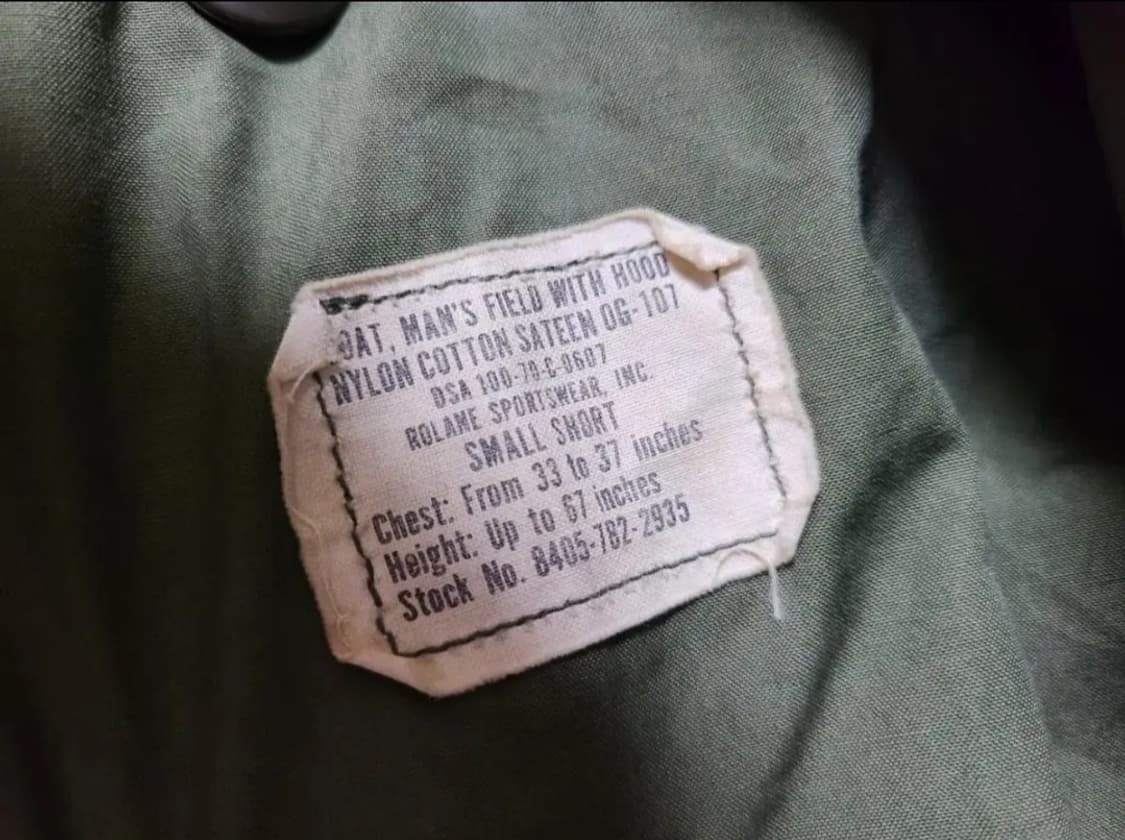 OAT, MAN'S FIELD WITH HOOD
NYLON COTTON SATEEN OG-107
DSA 100-70-C-0607
ROLANE SPORTSWEAR, INC.
SMALL SHORT
Chest: From 33 to 37 inches
Height: Up to 67 inches
Stock No. 8405-782-2935